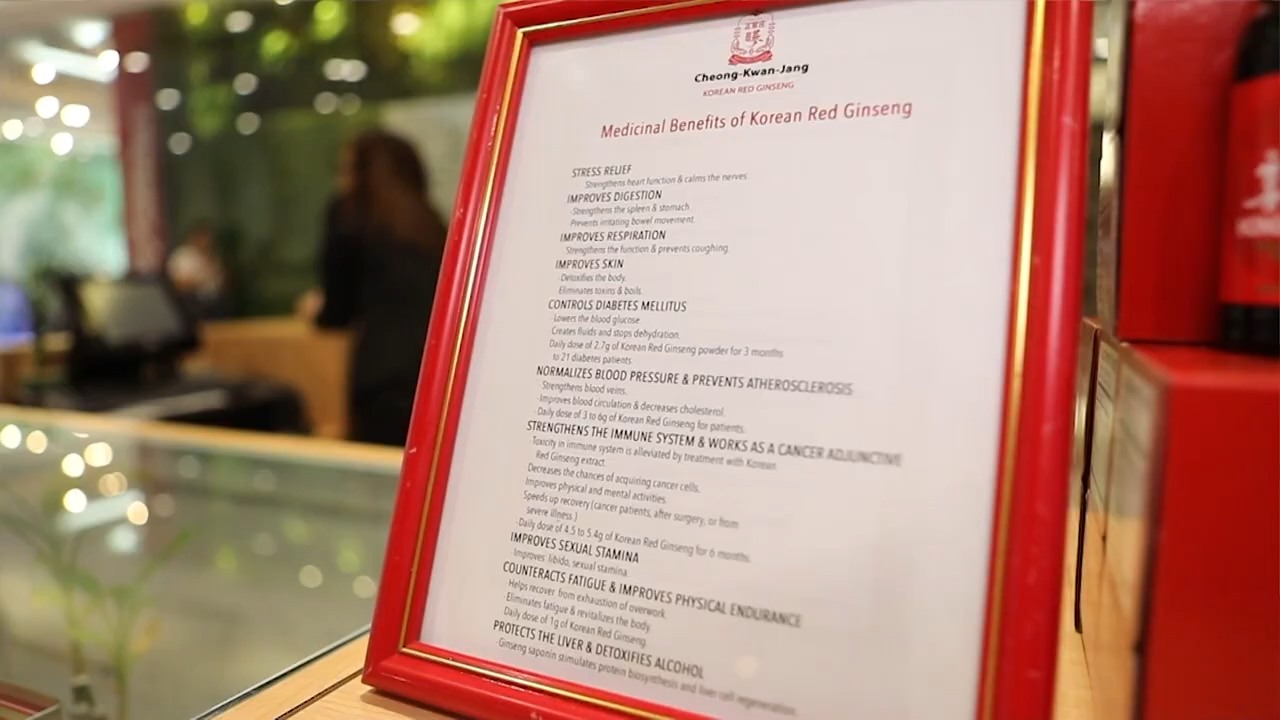 Cheong-Kwan-Jang
KOREAN RED GINSENG
Medicinal Benefits of Korean Red Ginseng
STRESS RELIEF
Strengthens heart function & calms the nerves
IMPROVES DIGESTION
·Strengthens the spleen & stomach.
·Prevents irritating bowel movement.
IMPROVES RESPIRATION
·Strengthens the function & prevents coughing.
IMPROVES SKIN
·Detoxifies the body.
·Eliminates toxins & boils.
CONTROLS DIABETES MELLITUS
·Lowers the blood glucose
·Creates fluids and stops dehydration.
·Daily dose of 2.7g of Korean Red Ginseng powder for 3 months
to 21 diabetes patients.
NORMALIZES BLOOD PRESSURE & PREVENTS ATHEROSCLEROSIS
·Strengthens blood veins.
·Improves blood circulation & decreases cholesterol.
·Daily dose of 3 to 6g of Korean Red Ginseng for patients.
STRENGTHENS THE IMMUNE SYSTEM & WORKS AS A CANCER ADJUNCTIVE
·Toxicity in immune system is alleviated by treatment with Korean
Red Ginseng extract.
·Decreases the chances of acquiring cancer cells.
·Improves physical and mental activities.
·Speeds up recovery (cancer patients, after surgery, or from
severe illness.)
·Daily dose of 4.5 to 5.4g of Korean Red Ginseng for 6 months.
IMPROVES SEXUAL STAMINA
·Improves libido, sexual stamina.
COUNTERACTS FATIGUE & IMPROVES PHYSICAL ENDURANCE
·Helps recover from exhaustion of overwork.
·Eliminates fatigue & revitalizes the body.
·Daily dose of 1g of Korean Red Ginseng.
PROTECTS THE LIVER & DETOXIFIES ALCOHOL
·Ginseng saponin stimulates protein biosynthesis and liver cell regeneration.